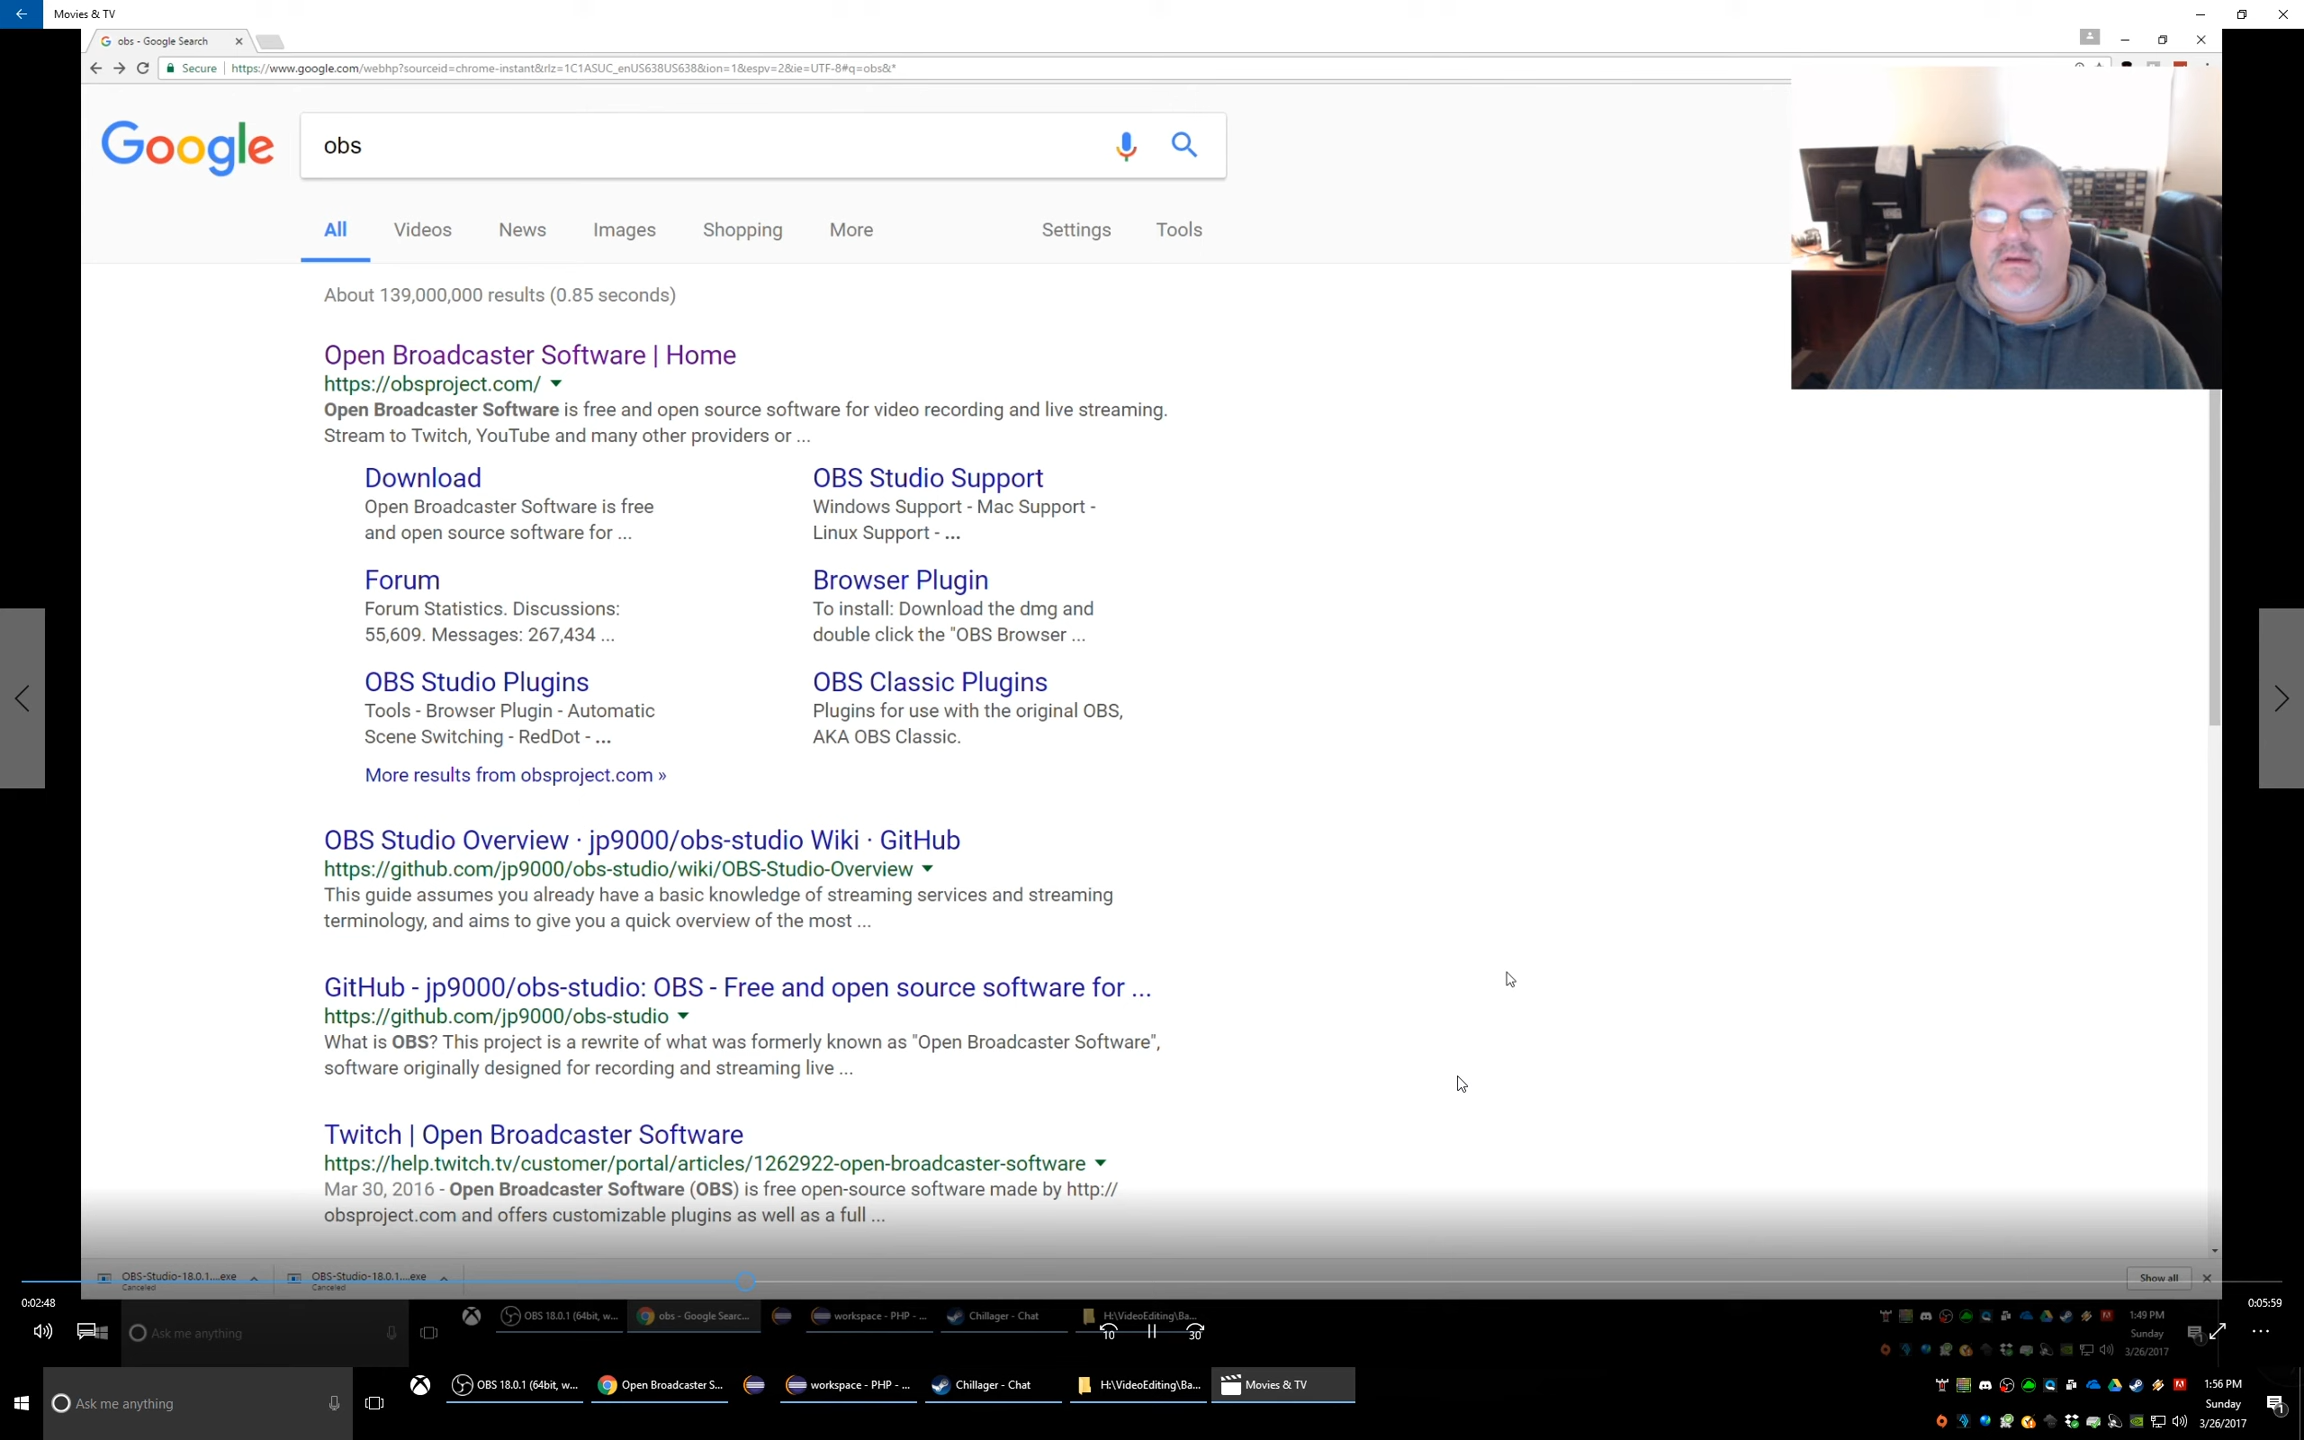 Movies & TV
obs - Google Search
Secure https://www.google.com/webhp?sourceid=chrome-instant&rlz=1C1ASUC_enUS638US638&ion=1&espv=2&ie=UTF-8#q=obs&*
Google
obs
All Videos News Images Shopping More Settings Tools
About 139,000,000 results (0.85 seconds)
Open Broadcaster Software | Home
https://obsproject.com/
Open Broadcaster Software is free and open source software for video recording and live streaming.
Stream to Twitch, YouTube and many other providers or ...
Download
Open Broadcaster Software is free
and open source software for ...
OBS Studio Support
Windows Support - Mac Support -
Linux Support - ...
Forum
Forum Statistics. Discussions:
55,609. Messages: 267,434 ...
Browser Plugin
To install: Download the dmg and
double click the "OBS Browser ...
OBS Studio Plugins
Tools - Browser Plugin - Automatic
Scene Switching - RedDot - ...
OBS Classic Plugins
Plugins for use with the original OBS,
AKA OBS Classic.
More results from obsproject.com »
OBS Studio Overview · jp9000/obs-studio Wiki · GitHub
https://github.com/jp9000/obs-studio/wiki/OBS-Studio-Overview
This guide assumes you already have a basic knowledge of streaming services and streaming
terminology, and aims to give you a quick overview of the most ...
GitHub - jp9000/obs-studio: OBS - Free and open source software for ...
https://github.com/jp9000/obs-studio
What is OBS? This project is a rewrite of what was formerly known as "Open Broadcaster Software",
software originally designed for recording and streaming live ...
Twitch | Open Broadcaster Software
https://help.twitch.tv/customer/portal/articles/1262922-open-broadcaster-software
Mar 30, 2016 - Open Broadcaster Software (OBS) is free open-source software made by http://
obsproject.com and offers customizable plugins as well as a full ...
OBS-Studio-18.0.1....exe OBS-Studio-18.0.1....exe Show all
Canceled Canceled
0:02:48 0:05:59
OBS 18.0.1 (64bit, w... obs - Google Searc... workspace - PHP - ... Chillager - Chat H:\VideoEditing\Ba... 1:49 PM
Ask me anything 10 30 Sunday
3/26/2017
OBS 18.0.1 (64bit, w... Open Broadcaster S... workspace - PHP - ... Chillager - Chat H:\VideoEditing\Ba... Movies & TV 1:56 PM
Ask me anything Sunday 1
3/26/2017